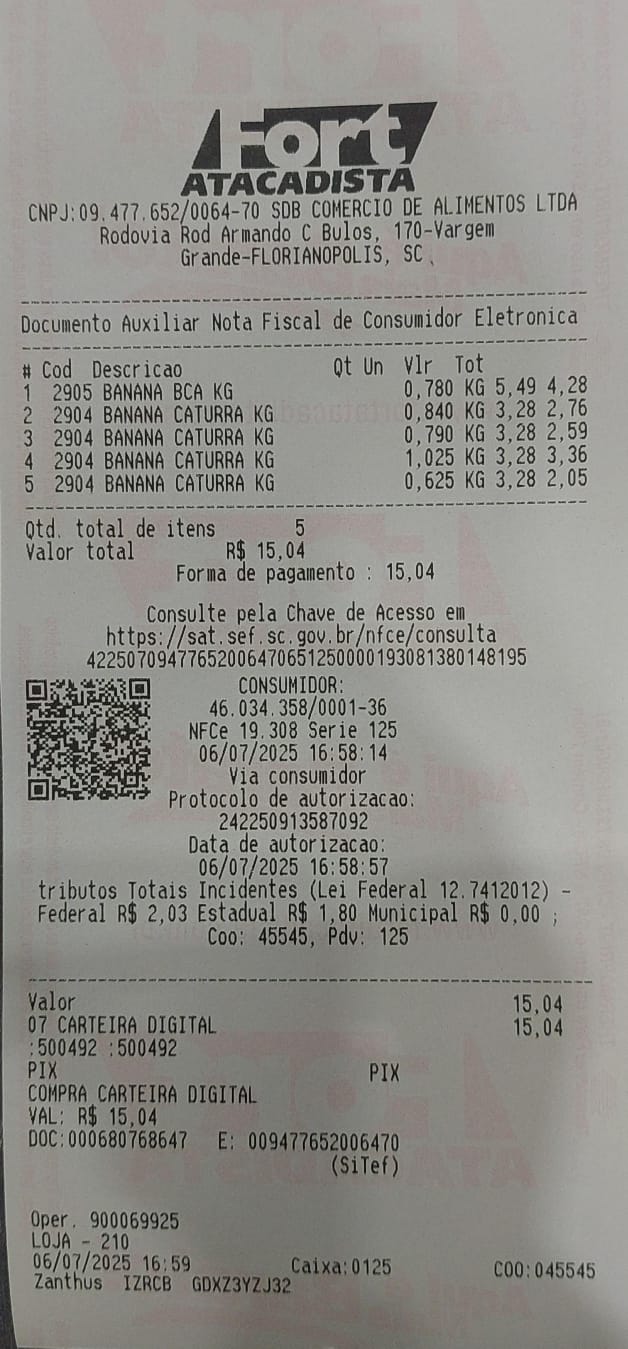 Fort
ATACADISTA
CNPJ:09.477.652/0064-70 SDB COMERCIO DE ALIMENTOS LTDA
Rodovia Rod Armando C Bulos, 170-Vargem
Grande-FLORIANOPOLIS, SC
Documento Auxiliar Nota Fiscal de Consumidor Eletronica
# Cod Descricao Qt Un Vlr Tot
1 2905 BANANA BCA KG 0,780 KG 5,49 4,28
2 2904 BANANA CATURRA KG 0,840 KG 3,28 2,76
3 2904 BANANA CATURRA KG 0,790 KG 3,28 2,59
4 2904 BANANA CATURRA KG 1,025 KG 3,28 3,36
5 2904 BANANA CATURRA KG 0,625 KG 3,28 2,05
Qtd. total de itens 5
Valor total R$ 15,04
Forma de pagamento : 15,04
Consulte pela Chave de Acesso em
https://sat.sef.sc.gov.br/nfce/consulta
42250709477652006470651250000193081380148195
CONSUMIDOR:
46.034.358/0001-36
NFCe 19.308 Serie 125
06/07/2025 16:58:14
Via consumidor
Protocolo de autorizacao:
242250913587092
Data de autorizacao:
06/07/2025 16:58:57
tributos Totais Incidentes (Lei Federal 12.7412012) -
Federal R$ 2,03 Estadual R$ 1,80 Municipal R$ 0,00 ;
Coo: 45545, Pdv: 125
Valor 15,04
07 CARTEIRA DIGITAL 15,04
:500492 :500492
PIX PIX
COMPRA CARTEIRA DIGITAL
VAL: R$ 15,04
DOC:000680768647 E: 009477652006470
(SiTef)
Oper. 900069925
LOJA - 210
06/07/2025 16:59 Caixa:0125 COO:045545
Zanthus IZRCB GDXZ3YZJ32